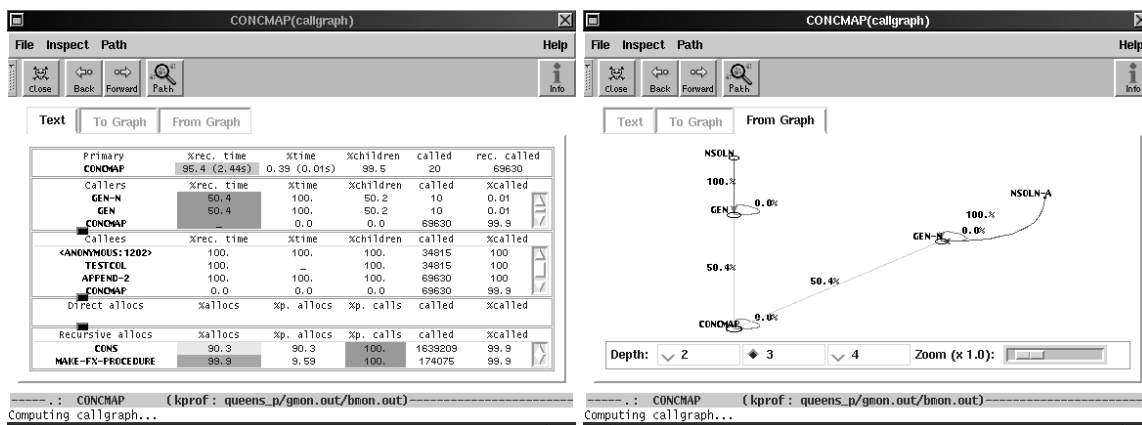 CONCMAP(callgraph)
File Inspect Path Help
Close Back Forward Path Info
Text To Graph From Graph
Primary %rec. time %time %children called rec. called
CONCMAP 95.4 (2.44s) 0.39 (0.01s) 99.5 20 69630
Callers %rec. time %time %children called %called
GEN-N 50.4 100. 50.2 10 0.01
GEN 50.4 100. 50.2 10 0.01
CONCMAP _ 0.0 0.0 69630 99.9
Callees %rec. time %time %children called %called
<ANONYMOUS:1202> 100. 100. 100. 34815 100
TESTCOL 100. _ 100. 34815 100
APPEND-2 100. 100. 100. 69630 100
CONCMAP 0.0 0.0 0.0 69630 99.9
Direct allocs %allocs %p. allocs %p. calls called %called
Recursive allocs %allocs %p. allocs %p. calls called %called
CONS 90.3 90.3 100. 1639209 99.9
MAKE-FX-PROCEDURE 99.9 9.59 100. 174075 99.9
-----.: CONCMAP (kprof: queens_p/gmon.out/bmon.out)-----------------------
Computing callgraph...
CONCMAP(callgraph)
File Inspect Path Help
Close Back Forward Path Info
Text To Graph From Graph
NSOLN
100.%
NSOLN-A
GEN 0.0%
100.%
GEN-N 0.0%
50.4%
50.4%
CONCMAP 0.0%
Depth: 2 3 4 Zoom (x 1.0):
-----.: CONCMAP (kprof: queens_p/gmon.out/bmon.out)-----------------------
Computing callgraph...